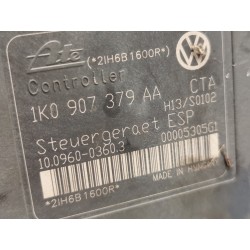 Ate
(*2IH6B1600R*)
Controller
1K0 907 379 AA
CTA
H13/S0102
Steuergeraet ESP
10.0960-0360.3
00005305G1
MADE IN
*2IH6B1600R*